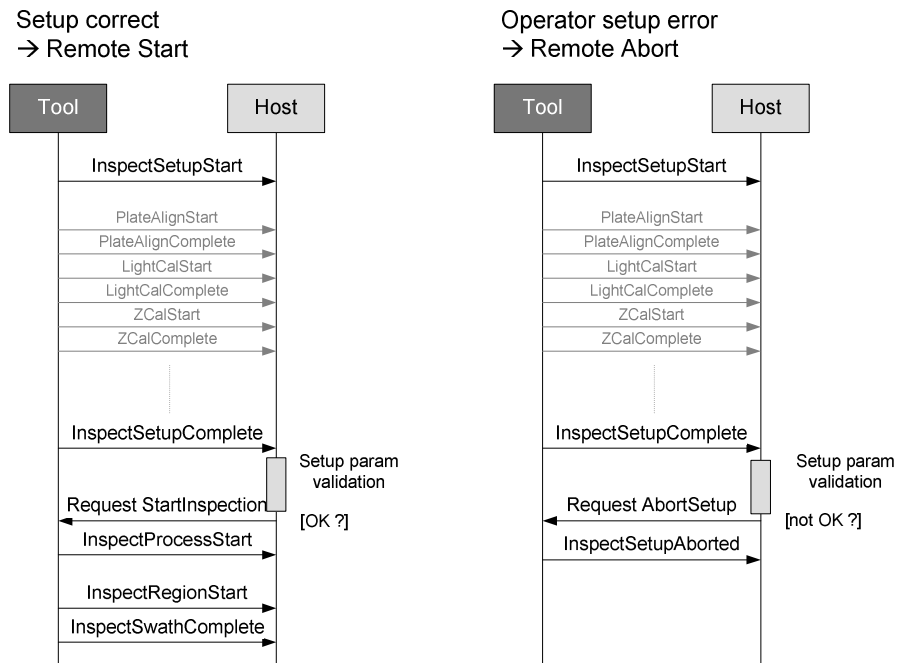 Setup correct
→ Remote Start
Tool
Host
InspectSetupStart
PlateAlignStart
PlateAlignComplete
LightCalStart
LightCalComplete
ZCalStart
ZCalComplete
InspectSetupComplete
Setup param
validation
Request StartInspection
[OK ?]
InspectProcessStart
InspectRegionStart
InspectSwathComplete
Operator setup error
→ Remote Abort
Tool
Host
InspectSetupStart
PlateAlignStart
PlateAlignComplete
LightCalStart
LightCalComplete
ZCalStart
ZCalComplete
InspectSetupComplete
Setup param
validation
Request AbortSetup
[not OK ?]
InspectSetupAborted